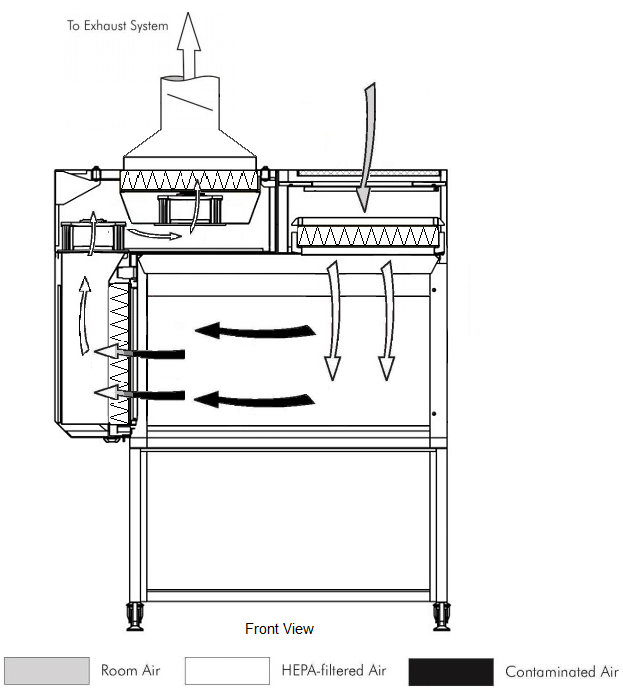 To Exhaust System
Front View
Room Air
HEPA-filtered Air
Contaminated Air